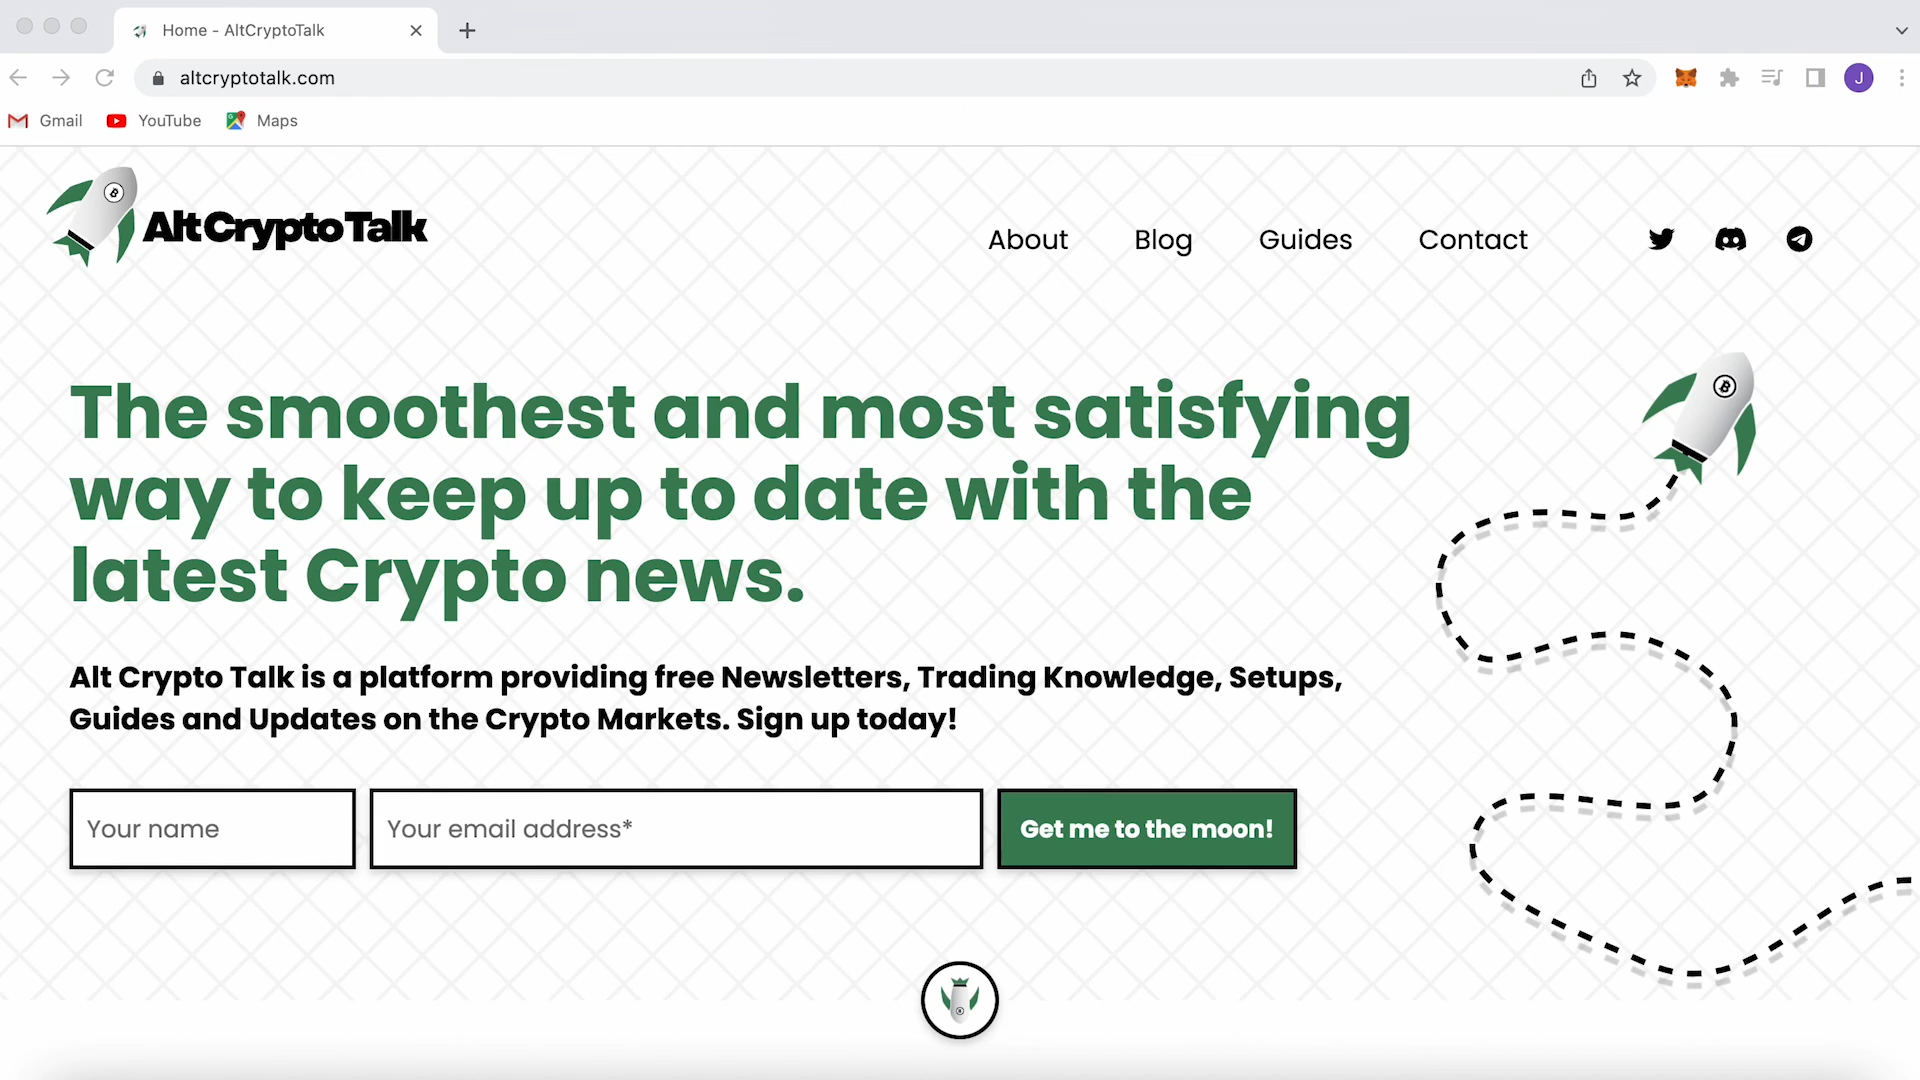 Home - AltCryptoTalk
altcryptotalk.com
J
Gmail YouTube Maps
Alt Crypto Talk
About Blog Guides Contact
The smoothest and most satisfying
way to keep up to date with the
latest Crypto news.
Alt Crypto Talk is a platform providing free Newsletters, Trading Knowledge, Setups,
Guides and Updates on the Crypto Markets. Sign up today!
Your name Your email address* Get me to the moon!